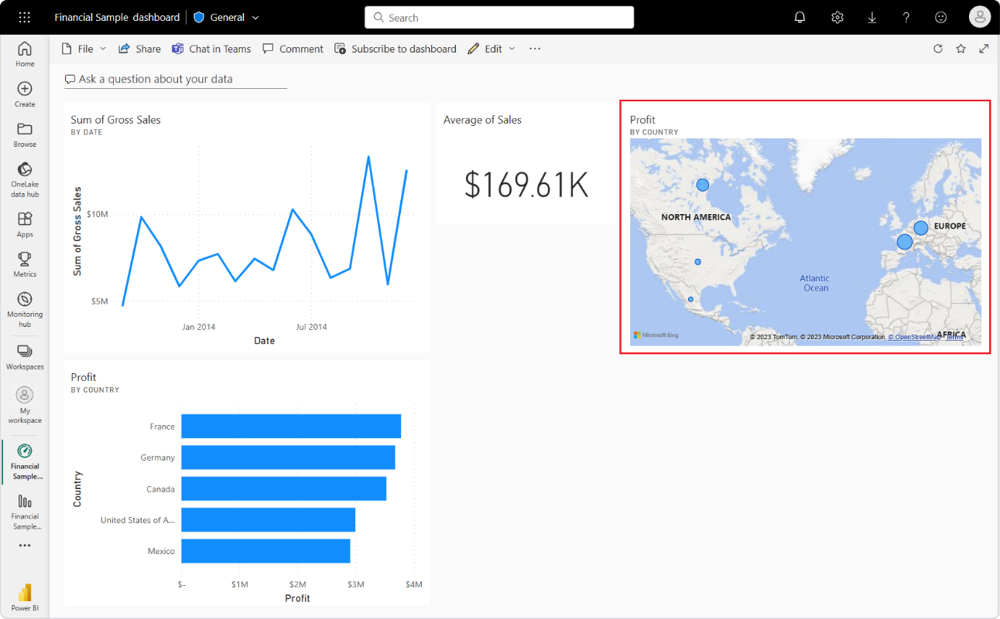 Financial Sample dashboard
General
Search
File
Share
Chat in Teams
Comment
Subscribe to dashboard
Edit
Home
Create
Browse
OneLake
data hub
Apps
Metrics
Monitoring
hub
Workspaces
My
workspace
Financial
Sample...
Financial
Sample...
Power BI
Ask a question about your data
Sum of Gross Sales
BY DATE
Sum of Gross Sales
$10M
$5M
Jan 2014
Jul 2014
Date
Average of Sales
$169.61K
Profit
BY COUNTRY
NORTH AMERICA
EUROPE
Atlantic
Ocean
AFRICA
Microsoft Bing
© 2023 TomTom, © 2023 Microsoft Corporation, © OpenStreetMap Terms
Profit
BY COUNTRY
Country
France
Germany
Canada
United States of A...
Mexico
$-
$1M
$2M
$3M
$4M
Profit